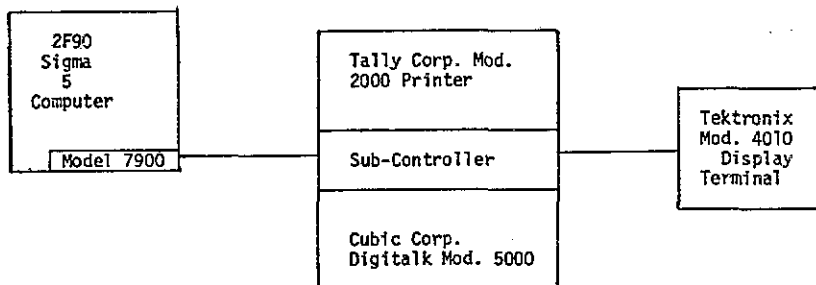 2F90
Sigma
5
Computer
Model 7900
Tally Corp. Mod.
2000 Printer
Sub-Controller
Cubic Corp.
Digitalk Mod. 5000
Tektronix
Mod. 4010
Display
Terminal